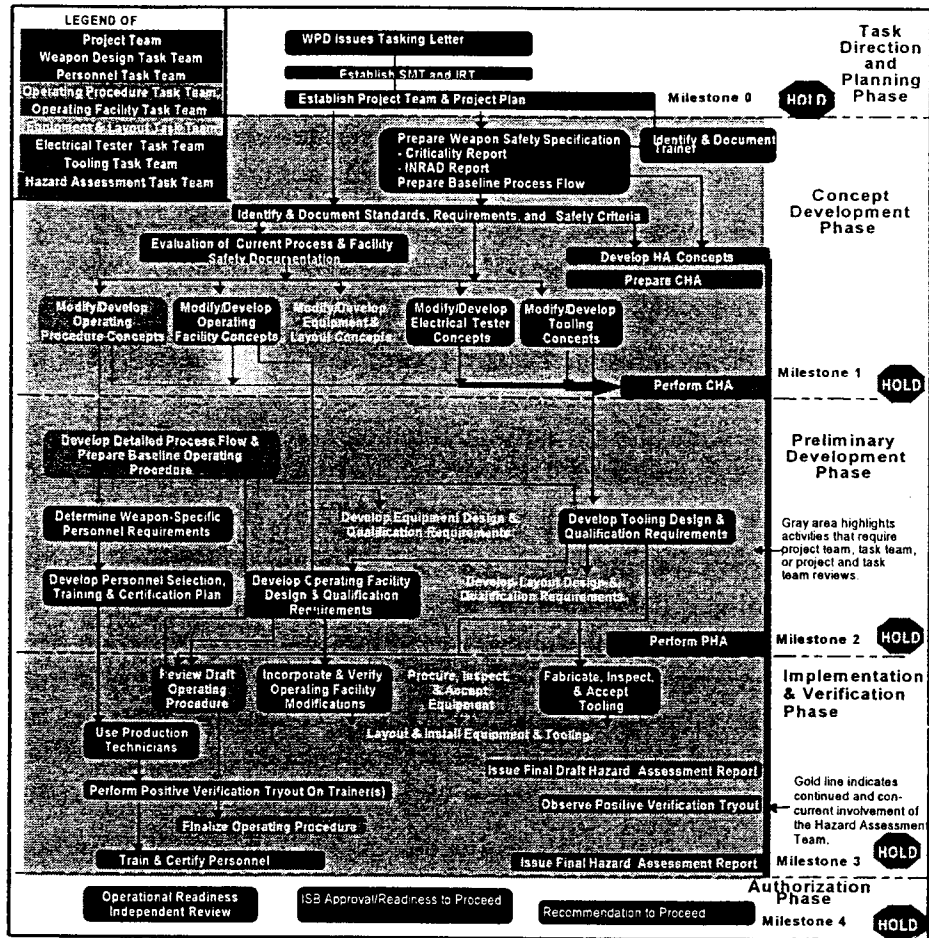 LEGEND OF
Project Team
Weapon Design Task Team
Personnel Task Team
Operating Procedure Task Team
Operating Facility Task Team
Equipment & Layout Task Team
Electrical Tester Task Team
Tooling Task Team
Hazard Assessment Task Team
WPD Issues Tasking Letter
Establish SMT and IRT
Establish Project Team & Project Plan
Milestone 0
HOLD
Task
Direction
and
Planning
Phase
Prepare Weapon Safety Specification
- Criticality Report
- INRAD Report
Prepare Baseline Process Flow
Identify & Document
Trainer
Identify & Document Standards, Requirements, and Safety Criteria
Evaluation of Current Process & Facility
Safety Documentation
Develop HA Concepts
Prepare CHA
Concept
Development
Phase
Modify/Develop
Operating
Procedure Concepts
Modify/Develop
Operating
Facility Concepts
Modify/Develop
Equipment &
Layout Concepts
Modify/Develop
Electrical Tester
Concepts
Modify/Develop
Tooling
Concepts
Perform CHA
Milestone 1
HOLD
Develop Detailed Process Flow &
Prepare Baseline Operating
Procedure
Preliminary
Development
Phase
Determine Weapon-Specific
Personnel Requirements
Develop Equipment Design &
Qualification Requirements
Develop Tooling Design &
Qualification Requirements
Gray area highlights
activities that require
project team, task team,
or project and task
team reviews.
Develop Personnel Selection,
Training & Certification Plan
Develop Operating Facility
Design & Qualification
Requirements
Develop Layout Design &
Qualification Requirements
Perform PHA
Milestone 2
HOLD
Review Draft
Operating
Procedure
Incorporate & Verify
Operating Facility
Modifications
Procure, Inspect,
& Accept
Equipment
Fabricate, Inspect,
& Accept
Tooling
Implementation
& Verification
Phase
Use Production
Technicians
Layout & Install Equipment & Tooling
Issue Final Draft Hazard Assessment Report
Perform Positive Verification Tryout On Trainer(s)
Observe Positive Verification Tryout
Gold line indicates
continued and con-
current involvement of
the Hazard Assessment
Team.
Finalize Operating Procedure
Train & Certify Personnel
Issue Final Hazard Assessment Report
Milestone 3
HOLD
Authorization
Phase
Operational Readiness
Independent Review
ISB Approval/Readiness to Proceed
Recommendation to Proceed
Milestone 4
HOLD